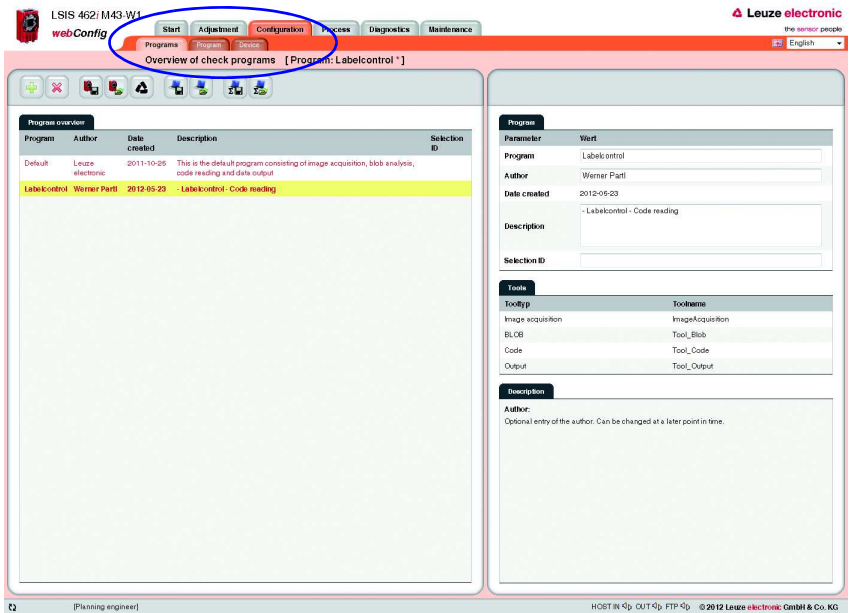 LSIS 462i M43-W1
webConfig
Start Adjustment Configuration Process Diagnostics Maintenance
Leuze electronic
the sensor people
Programs Program Device
English
Overview of check programs [ Program: Labelcontrol * ]
Program overview
Program Author Date created Description Selection ID
Default Leuze electronic 2011-10-26 This is the default program consisting of image acquisition, blob analysis,
code reading and data output
Labelcontrol Werner Partl 2012-05-23 - Labelcontrol - Code reading
Program
Parameter Wert
Program Labelcontrol
Author Werner Partl
Date created 2012-05-23
Description - Labelcontrol - Code reading
Selection ID
Tools
Tooltyp Toolname
Image acquisition ImageAcquisition
BLOB Tool_Blob
Code Tool_Code
Output Tool_Output
Description
Author:
Optional entry of the author. Can be changed at a later point in time.
[Planning engineer]
HOST IN OUT FTP © 2012 Leuze electronic GmbH & Co. KG